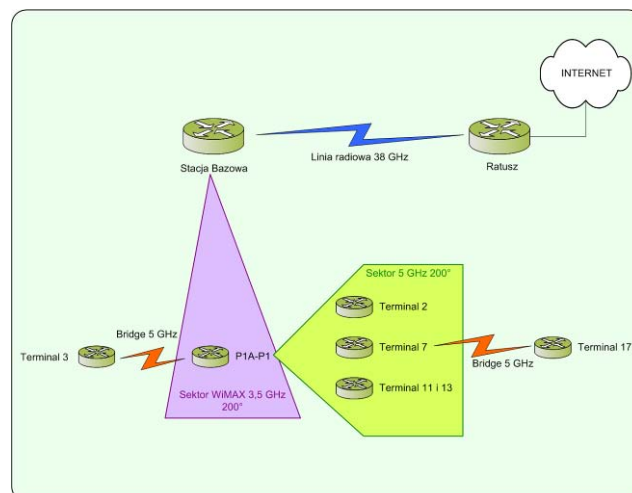 INTERNET
Linia radiowa 38 GHz
Stacja Bazowa
Ratusz
Sektor 5 GHz 200°
Terminal 2
Bridge 5 GHz
Terminal 3
P1A-P1
Terminal 7
Terminal 17
Bridge 5 GHz
Terminal 11 i 13
Sektor WiMAX 3,5 GHz
200°